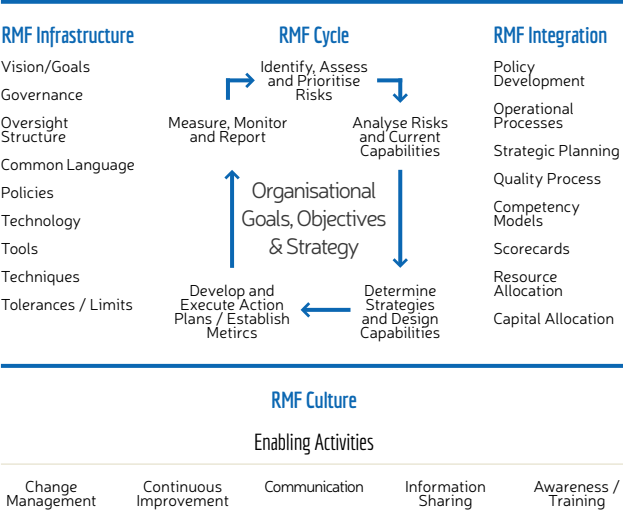 RMF Infrastructure
Vision/Goals
Governance
Oversight
Structure
Common Language
Policies
Technology
Tools
Techniques
Tolerances / Limits
RMF Cycle
Identify, Assess
and Prioritise
Risks
Analyse Risks
and Current
Capabilities
Determine
Strategies
and Design
Capabilities
Develop and
Execute Action
Plans / Establish
Metircs
Measure, Monitor
and Report
Organisational
Goals, Objectives
& Strategy
RMF Integration
Policy
Development
Operational
Processes
Strategic Planning
Quality Process
Competency
Models
Scorecards
Resource
Allocation
Capital Allocation
RMF Culture
Enabling Activities
Change
Management
Continuous
Improvement
Communication
Information
Sharing
Awareness /
Training